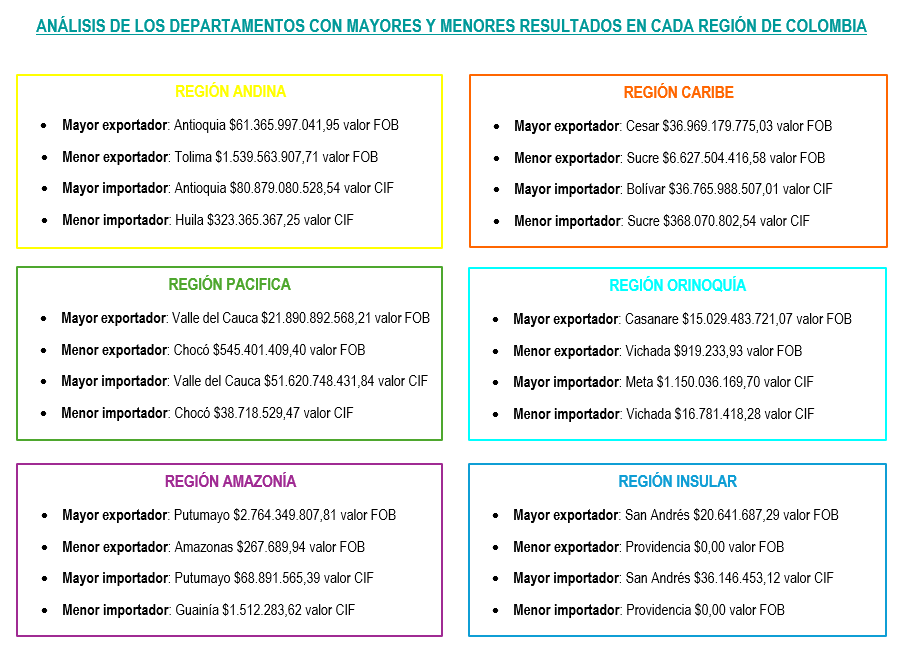 ANÁLISIS DE LOS DEPARTAMENTOS CON MAYORES Y MENORES RESULTADOS EN CADA REGIÓN DE COLOMBIA
REGIÓN ANDINA
• Mayor exportador: Antioquia $61.365.997.041,95 valor FOB
• Menor exportador: Tolima $1.539.563.907,71 valor FOB
• Mayor importador: Antioquia $80.879.080.528,54 valor CIF
• Menor importador: Huila $323.365.367,25 valor CIF
REGIÓN CARIBE
• Mayor exportador: Cesar $36.969.179.775,03 valor FOB
• Menor exportador: Sucre $6.627.504.416,58 valor FOB
• Mayor importador: Bolívar $36.765.988.507,01 valor CIF
• Menor importador: Sucre $368.070.802,54 valor CIF
REGIÓN PACIFICA
• Mayor exportador: Valle del Cauca $21.890.892.568,21 valor FOB
• Menor exportador: Chocó $545.401.409,40 valor FOB
• Mayor importador: Valle del Cauca $51.620.748.431,84 valor CIF
• Menor importador: Chocó $38.718.529,47 valor CIF
REGIÓN ORINOQUÍA
• Mayor exportador: Casanare $15.029.483.721,07 valor FOB
• Menor exportador: Vichada $919.233,93 valor FOB
• Mayor importador: Meta $1.150.036.169,70 valor CIF
• Menor importador: Vichada $16.781.418,28 valor CIF
REGIÓN AMAZONÍA
• Mayor exportador: Putumayo $2.764.349.807,81 valor FOB
• Menor exportador: Amazonas $267.689,94 valor FOB
• Mayor importador: Putumayo $68.891.565,39 valor CIF
• Menor importador: Guainía $1.512.283,62 valor CIF
REGIÓN INSULAR
• Mayor exportador: San Andrés $20.641.687,29 valor FOB
• Menor exportador: Providencia $0,00 valor FOB
• Mayor importador: San Andrés $36.146.453,12 valor CIF
• Menor importador: Providencia $0,00 valor FOB